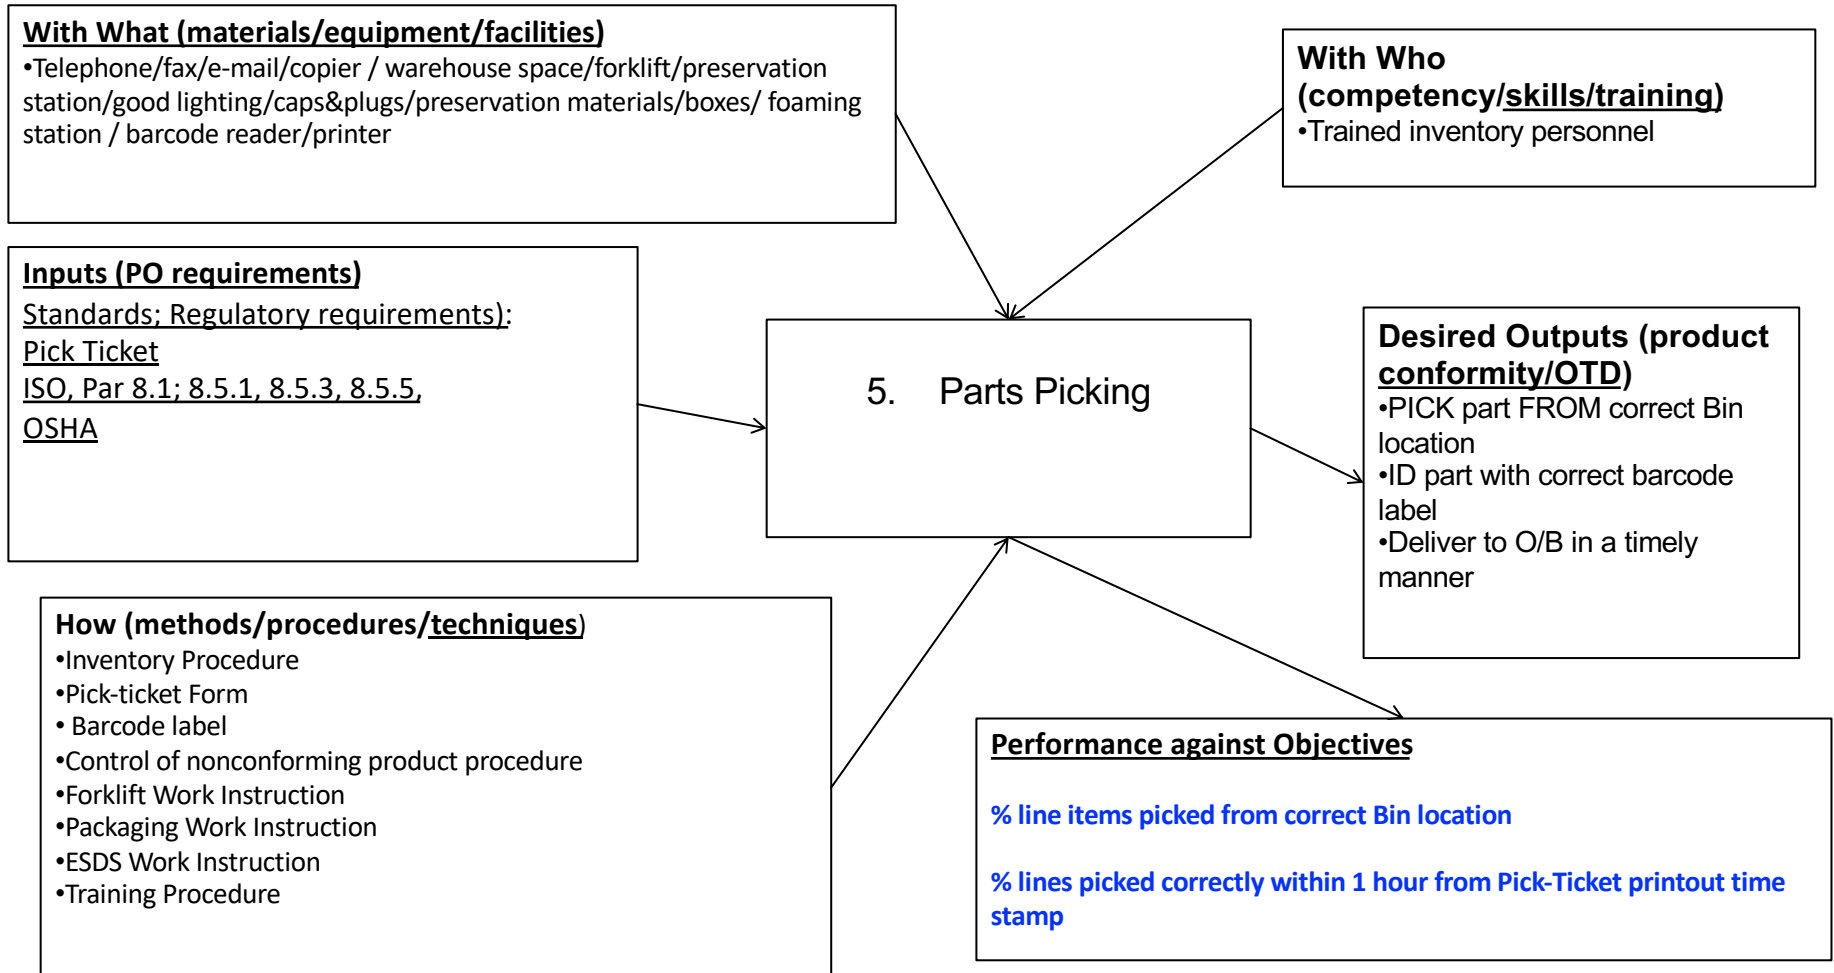 With What (materials/equipment/facilities)
•Telephone/fax/e-mail/copier / warehouse space/forklift/preservation
station/good lighting/caps&plugs/preservation materials/boxes/ foaming
station / barcode reader/printer
With Who
(competency/skills/training)
•Trained inventory personnel
Inputs (PO requirements)
Standards; Regulatory requirements):
Pick Ticket
ISO, Par 8.1; 8.5.1, 8.5.3, 8.5.5,
OSHA
5. Parts Picking
Desired Outputs (product
conformity/OTD)
•PICK part FROM correct Bin
location
•ID part with correct barcode
label
•Deliver to O/B in a timely
manner
How (methods/procedures/techniques)
•Inventory Procedure
•Pick-ticket Form
• Barcode label
•Control of nonconforming product procedure
•Forklift Work Instruction
•Packaging Work Instruction
•ESDS Work Instruction
•Training Procedure
Performance against Objectives
% line items picked from correct Bin location
% lines picked correctly within 1 hour from Pick-Ticket printout time
stamp